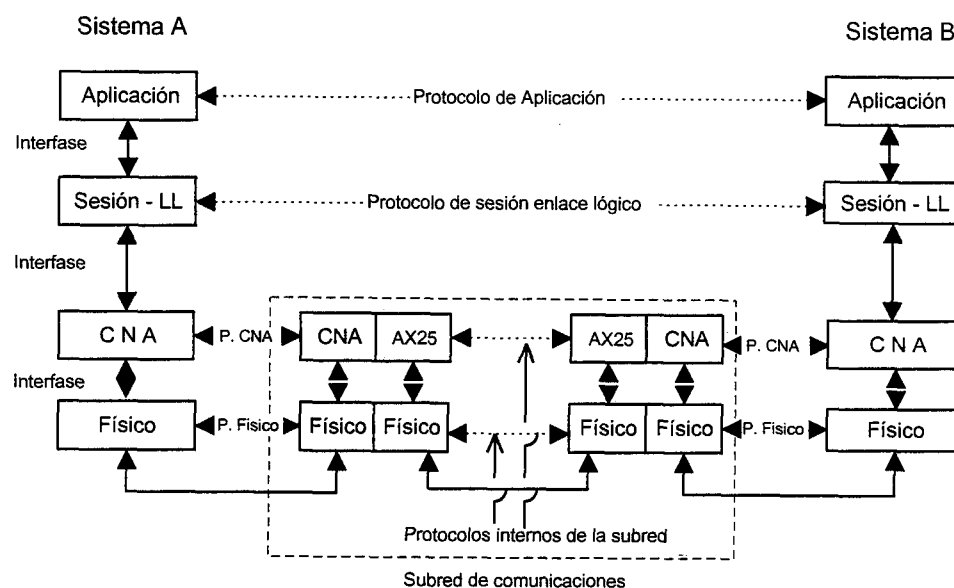 Sistema A
Sistema B
Aplicación
Protocolo de Aplicación
Aplicación
Interfase
Sesión - LL
Protocolo de sesión enlace lógico
Sesión - LL
Interfase
C N A
P. CNA
CNA
AX25
AX25
CNA
P. CNA
C N A
Interfase
Físico
P. Físico
Físico
Físico
Físico
Físico
P. Físico
Físico
Protocolos internos de la subred
Subred de comunicaciones